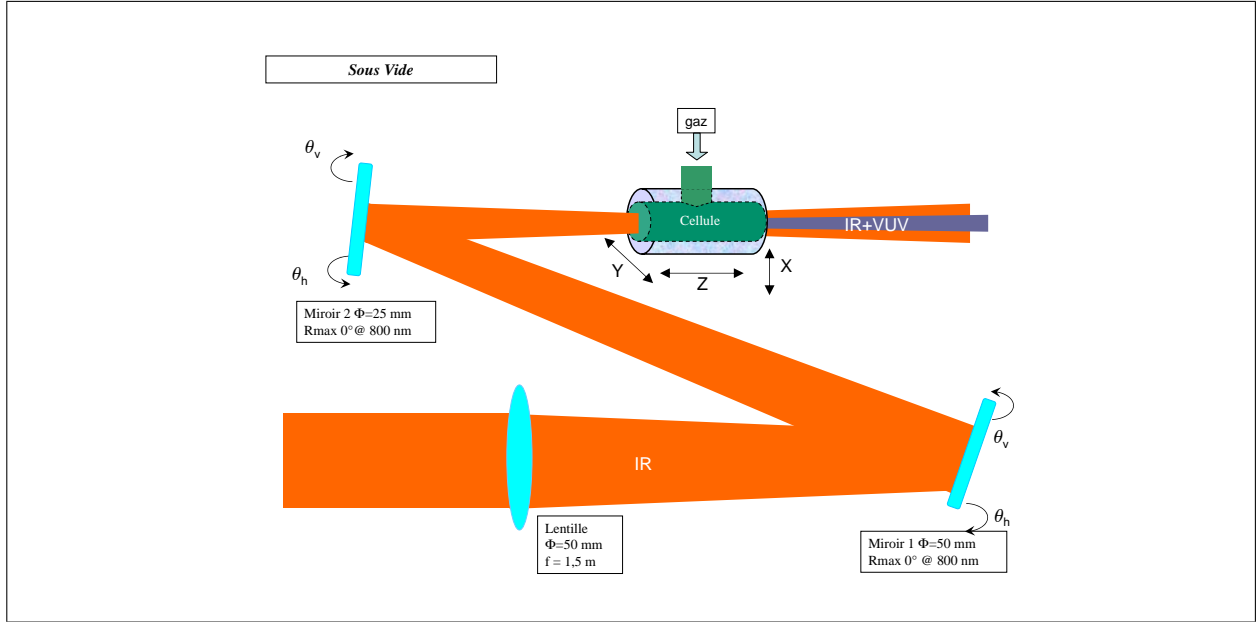 Sous Vide
gaz
θv
Cellule
IR+VUV
Y
Z
X
θh
Miroir 2 Φ=25 mm
Rmax 0°@ 800 nm
θv
IR
θh
Lentille
Φ=50 mm
f = 1,5 m
Miroir 1 Φ=50 mm
Rmax 0° @ 800 nm